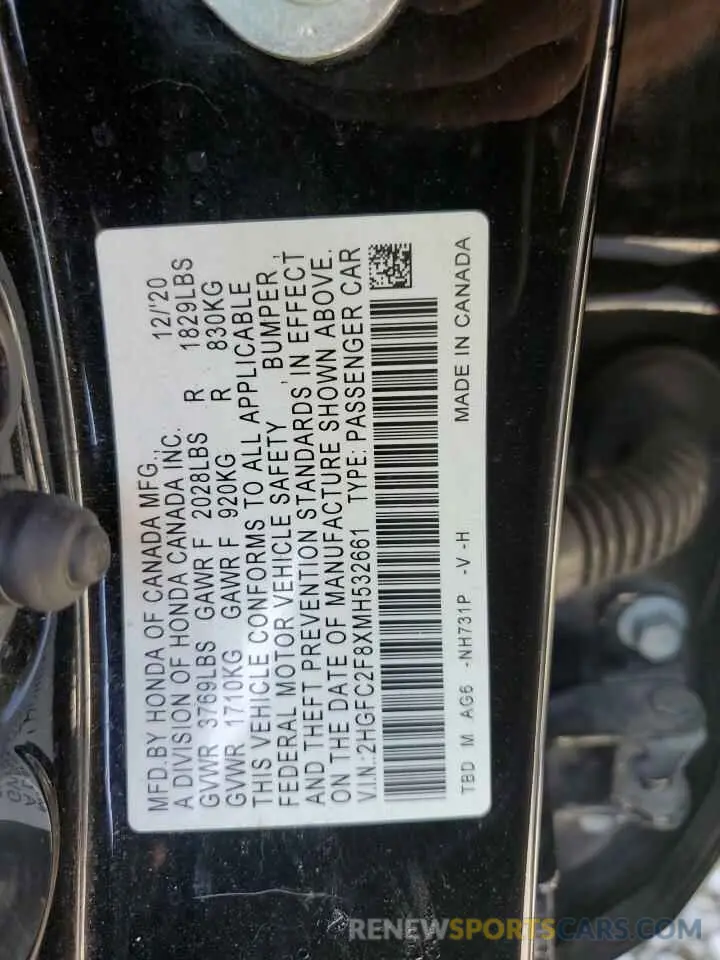 MFD.BY HONDA OF CANADA MFG., 12/'20
A DIVISION OF HONDA CANADA INC.
GVWR 3769LBS GAWR F 2028LBS R 1829LBS
GVWR 1710KG GAWR F 920KG R 830KG
THIS VEHICLE CONFORMS TO ALL APPLICABLE
FEDERAL MOTOR VEHICLE SAFETY , BUMPER ,
AND THEFT PREVENTION STANDARDS, IN EFFECT
ON THE DATE OF MANUFACTURE SHOWN ABOVE.
V.I.N.:2HGFC2F8XMH532661 TYPE: PASSENGER CAR
TBD M AG6 -NH731P -V -H MADE IN CANADA
RENEWSPORTSCARS.COM